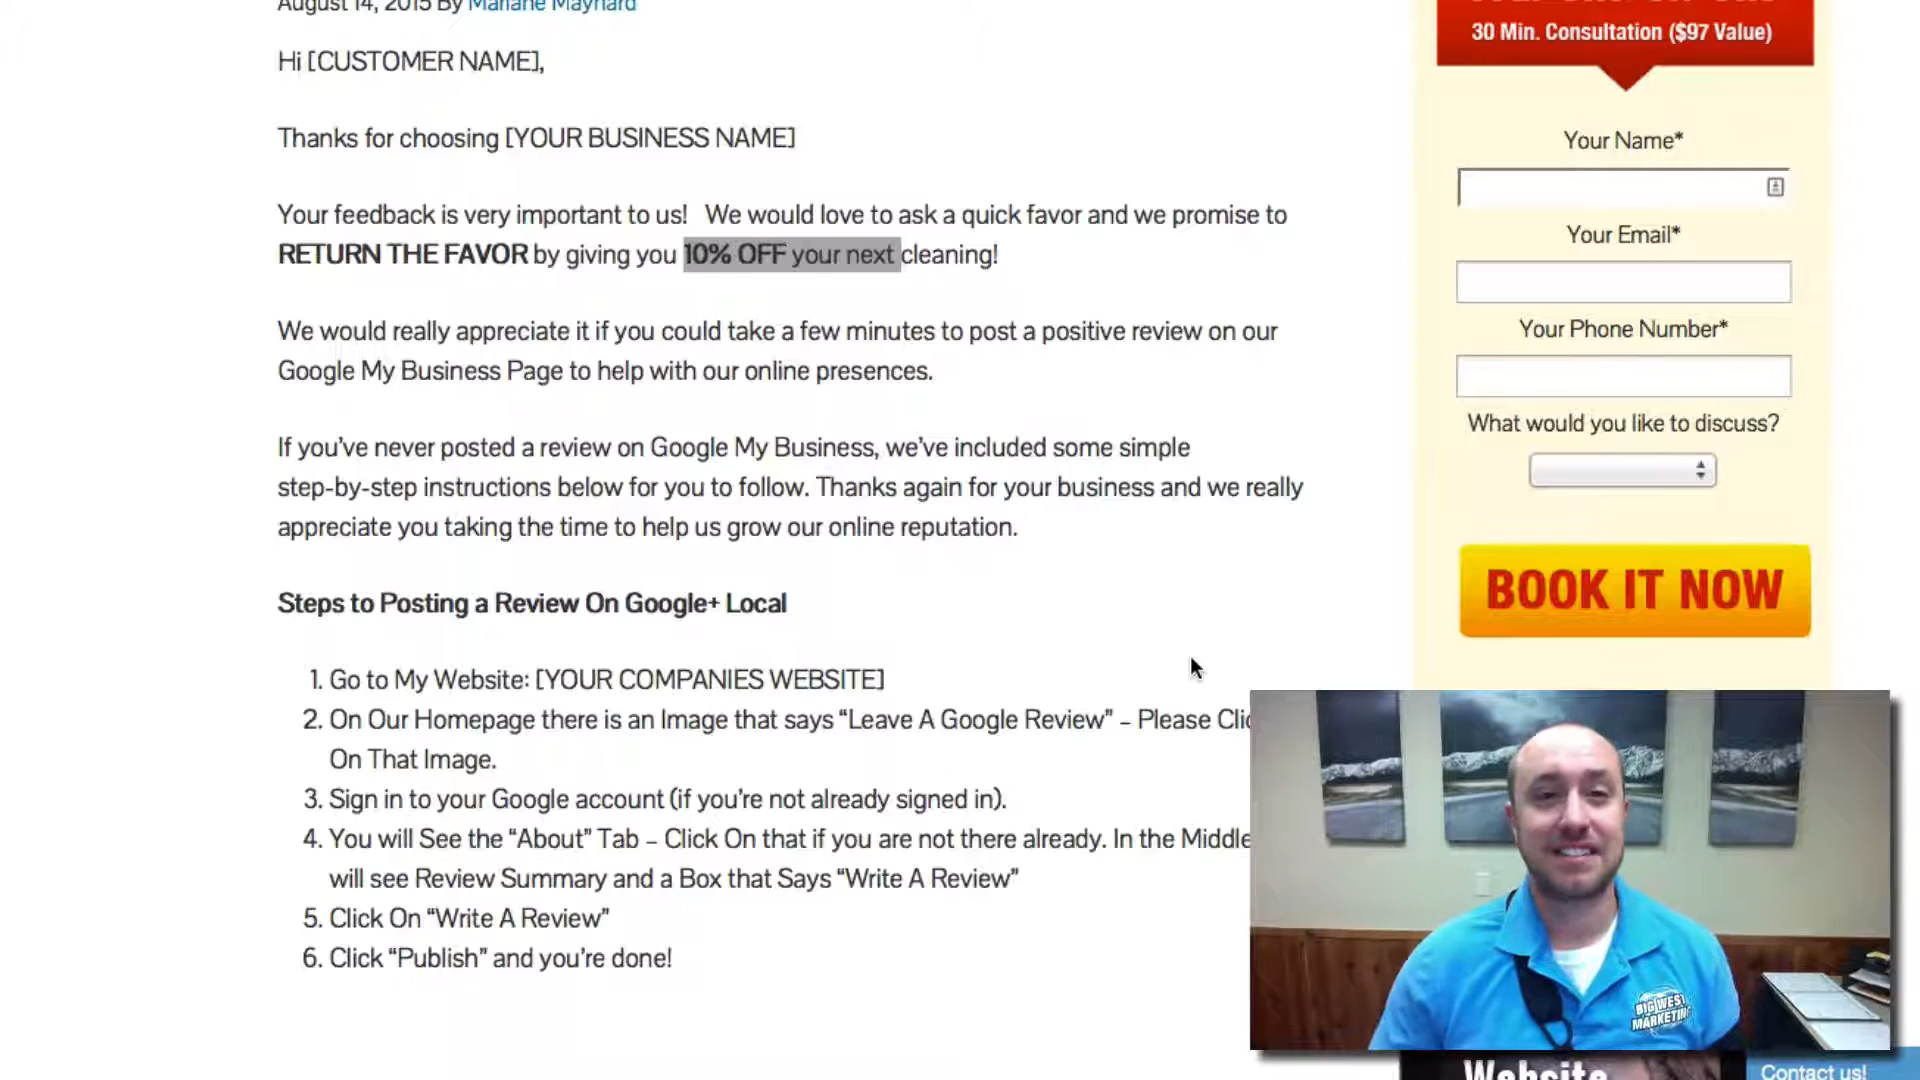 August 14, 2015 By Mariane Maynard
Hi [CUSTOMER NAME],
Thanks for choosing [YOUR BUSINESS NAME]
Your feedback is very important to us! We would love to ask a quick favor and we promise to
RETURN THE FAVOR by giving you 10% OFF your next cleaning!
We would really appreciate it if you could take a few minutes to post a positive review on our
Google My Business Page to help with our online presences.
If you've never posted a review on Google My Business, we've included some simple
step-by-step instructions below for you to follow. Thanks again for your business and we really
appreciate you taking the time to help us grow our online reputation.
Steps to Posting a Review On Google+ Local
1. Go to My Website: [YOUR COMPANIES WEBSITE]
2. On Our Homepage there is an Image that says “Leave A Google Review” – Please Clic
On That Image.
3. Sign in to your Google account (if you're not already signed in).
4. You will See the “About” Tab – Click On that if you are not there already. In the Middle
will see Review Summary and a Box that Says “Write A Review”
5. Click On “Write A Review”
6. Click “Publish” and you're done!
30 Min. Consultation ($97 Value)
Your Name*
Your Email*
Your Phone Number*
What would you like to discuss?
BOOK IT NOW
BIG WEST
MARKETING
Website
Contact us!